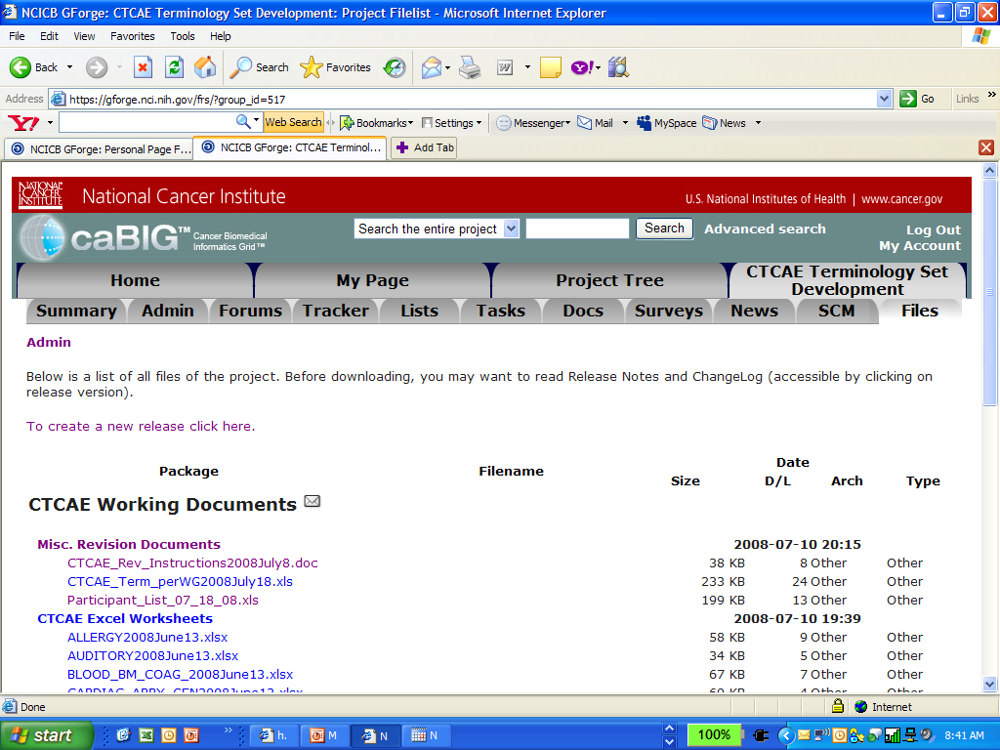 NCICB GForge: CTCAE Terminology Set Development: Project Filelist - Microsoft Internet Explorer
File Edit View Favorites Tools Help
Back Search Favorites
Address https://gforge.nci.nih.gov/frs/?group_id=517 Go Links »
Y! Web Search Bookmarks Settings Messenger Mail MySpace News
NCICB GForge: Personal Page F... NCICB GForge: CTCAE Terminol... Add Tab
NATIONAL CANCER INSTITUTE National Cancer Institute U.S. National Institutes of Health | www.cancer.gov
caBIG™ Cancer Biomedical Informatics Grid™ Search the entire project Search Advanced search Log Out
My Account
Home My Page Project Tree CTCAE Terminology Set Development
Summary Admin Forums Tracker Lists Tasks Docs Surveys News SCM Files
Admin
Below is a list of all files of the project. Before downloading, you may want to read Release Notes and ChangeLog (accessible by clicking on
release version).
To create a new release click here.
Package Filename Date
Size D/L Arch Type
CTCAE Working Documents
Misc. Revision Documents 2008-07-10 20:15
CTCAE_Rev_Instructions2008July8.doc 38 KB 8 Other Other
CTCAE_Term_perWG2008July18.xls 233 KB 24 Other Other
Participant_List_07_18_08.xls 199 KB 13 Other Other
CTCAE Excel Worksheets 2008-07-10 19:39
ALLERGY2008June13.xlsx 58 KB 9 Other Other
AUDITORY2008June13.xlsx 34 KB 5 Other Other
BLOOD_BM_COAG_2008June13.xlsx 67 KB 7 Other Other
Done Internet
start » h. M N N 100% 8:41 AM